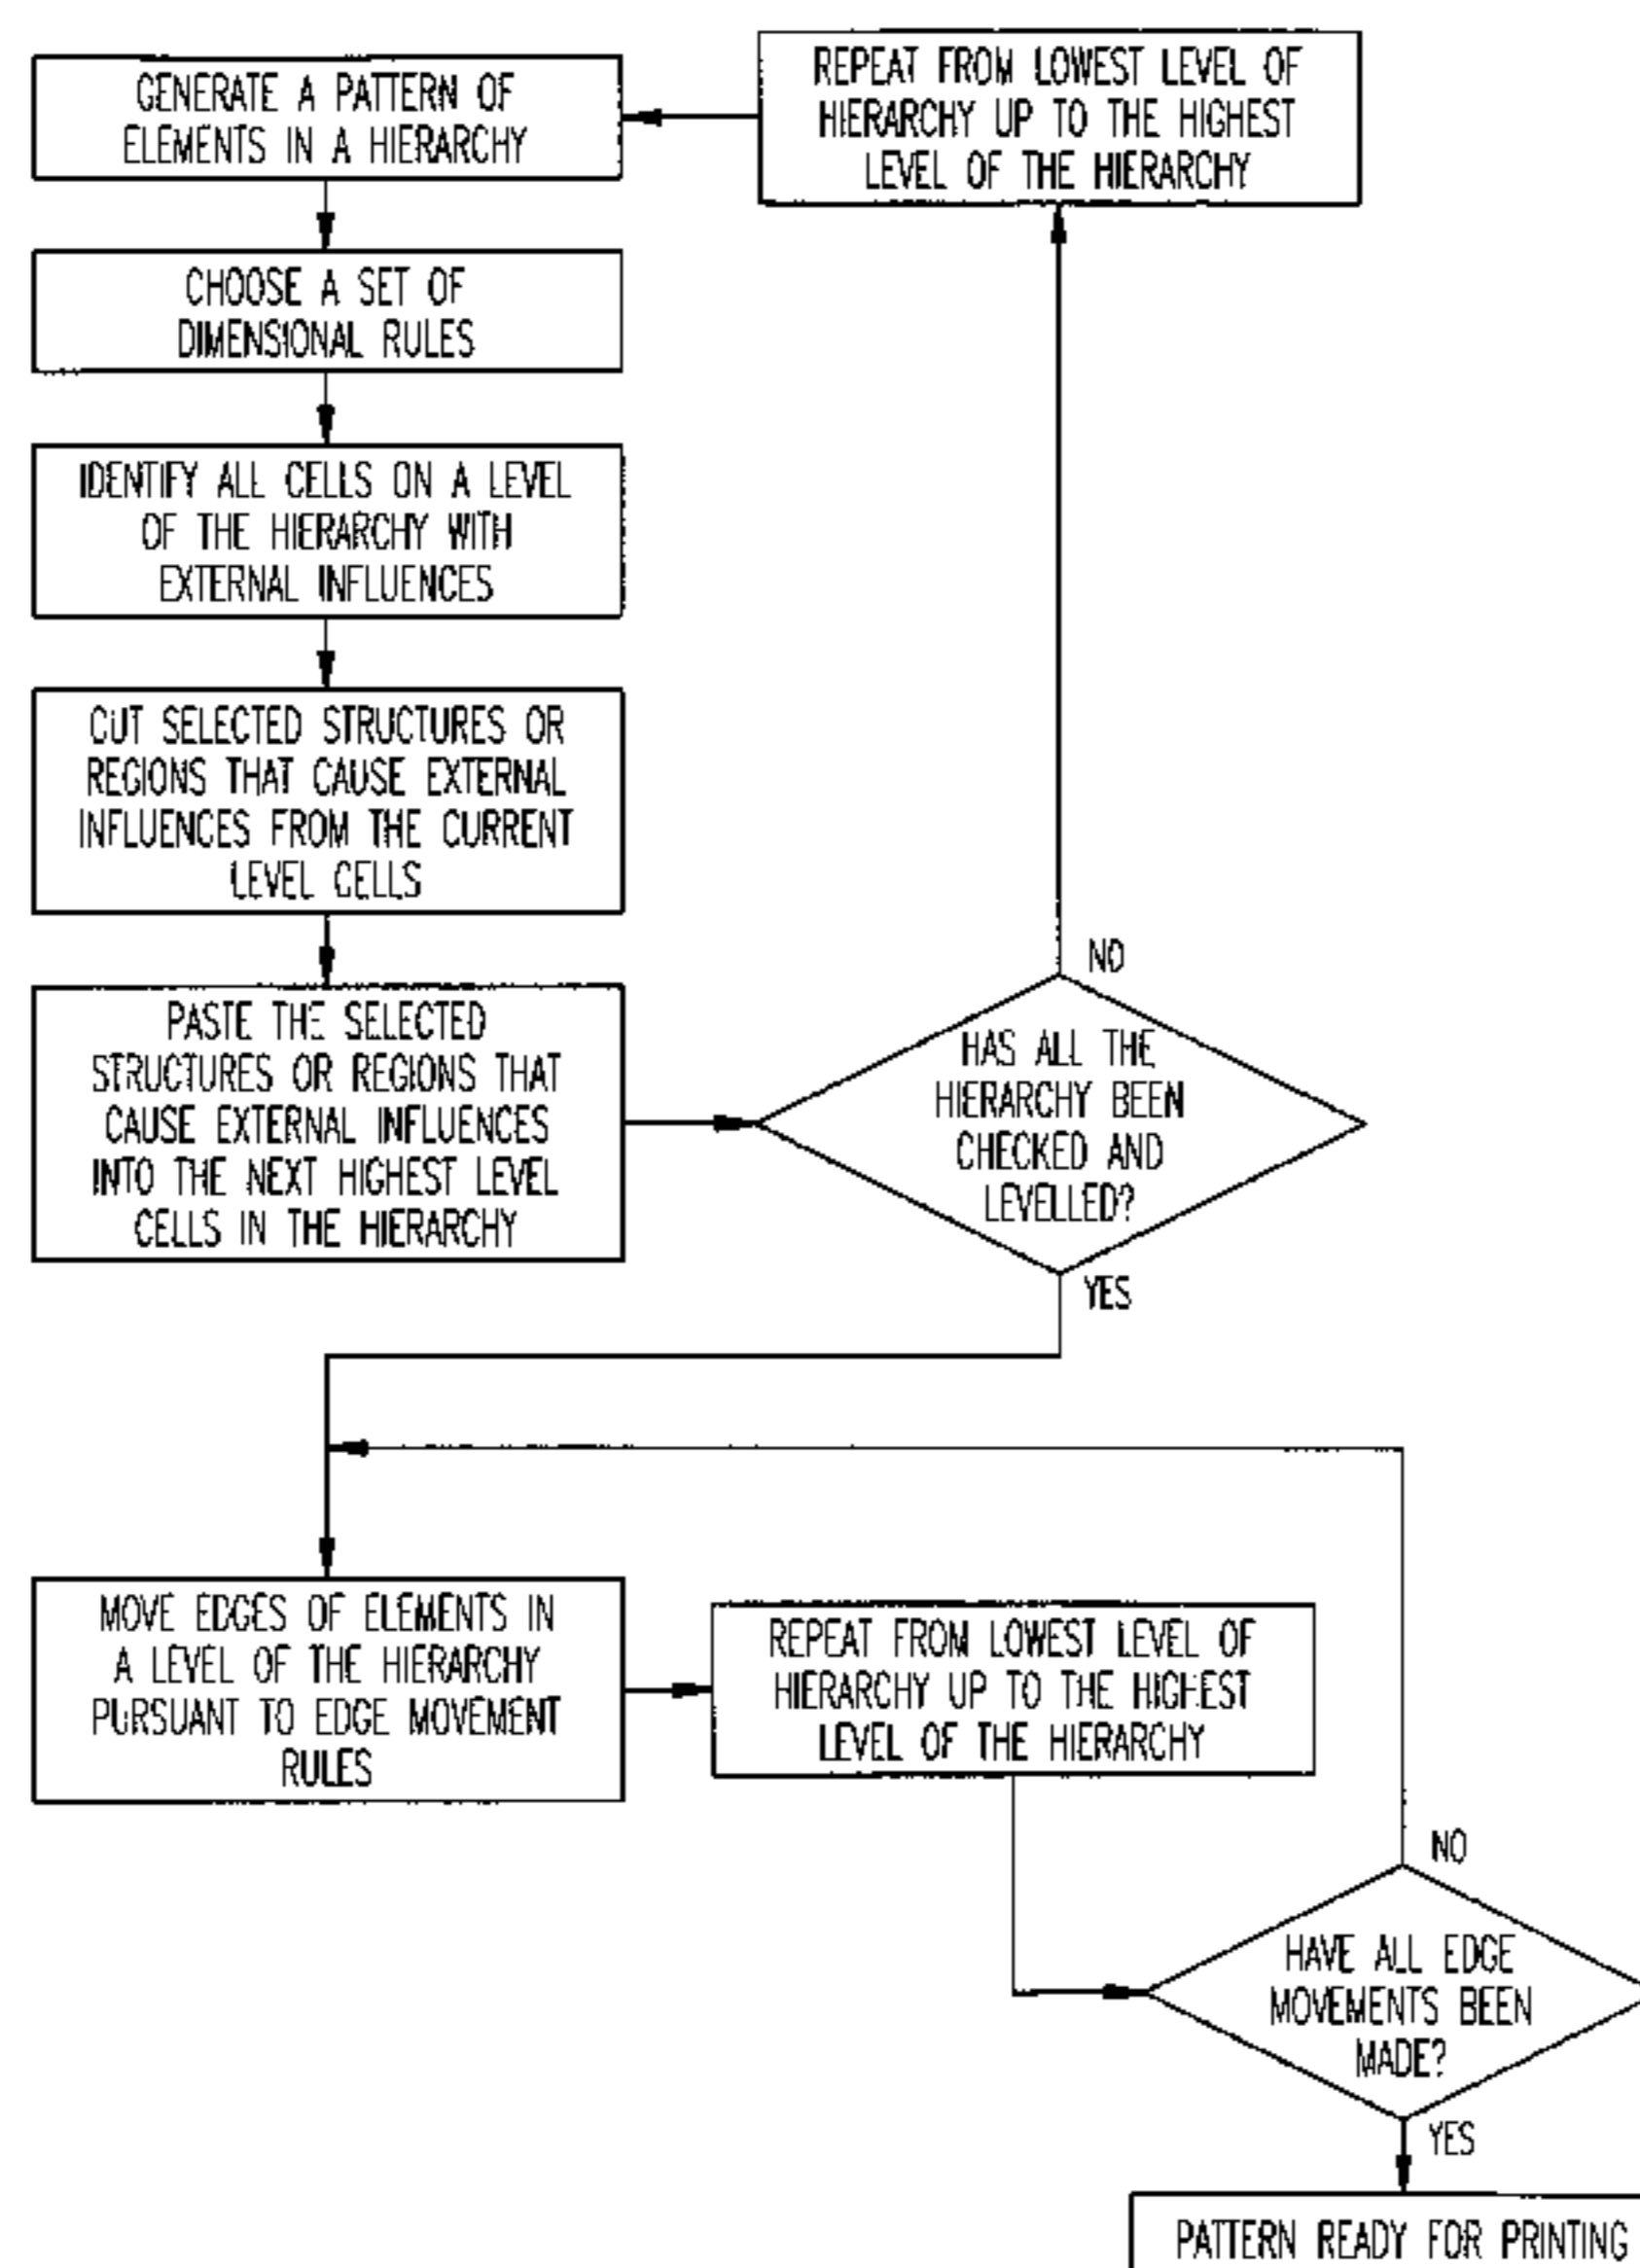 GENERATE A PATTERN OF
ELEMENTS IN A HIERARCHY
REPEAT FROM LOWEST LEVEL OF
HIERARCHY UP TO THE HIGHEST
LEVEL OF THE HIERARCHY
CHOOSE A SET OF
DIMENSIONAL RULES
IDENTIFY ALL CELLS ON A LEVEL
OF THE HIERARCHY WITH
EXTERNAL INFLUENCES
CUT SELECTED STRUCTURES OR
REGIONS THAT CAUSE EXTERNAL
INFLUENCES FROM THE CURRENT
LEVEL CELLS
PASTE THE SELECTED
STRUCTURES OR REGIONS THAT
CAUSE EXTERNAL INFLUENCES
INTO THE NEXT HIGHEST LEVEL
CELLS IN THE HIERARCHY
NO
HAS ALL THE
HIERARCHY BEEN
CHECKED AND
LEVELLED?
YES
MOVE EDGES OF ELEMENTS IN
A LEVEL OF THE HIERARCHY
PURSUANT TO EDGE MOVEMENT
RULES
REPEAT FROM LOWEST LEVEL OF
HIERARCHY UP TO THE HIGHEST
LEVEL OF THE HIERARCHY
NO
HAVE ALL EDGE
MOVEMENTS BEEN
MADE?
YES
PATTERN READY FOR PRINTING